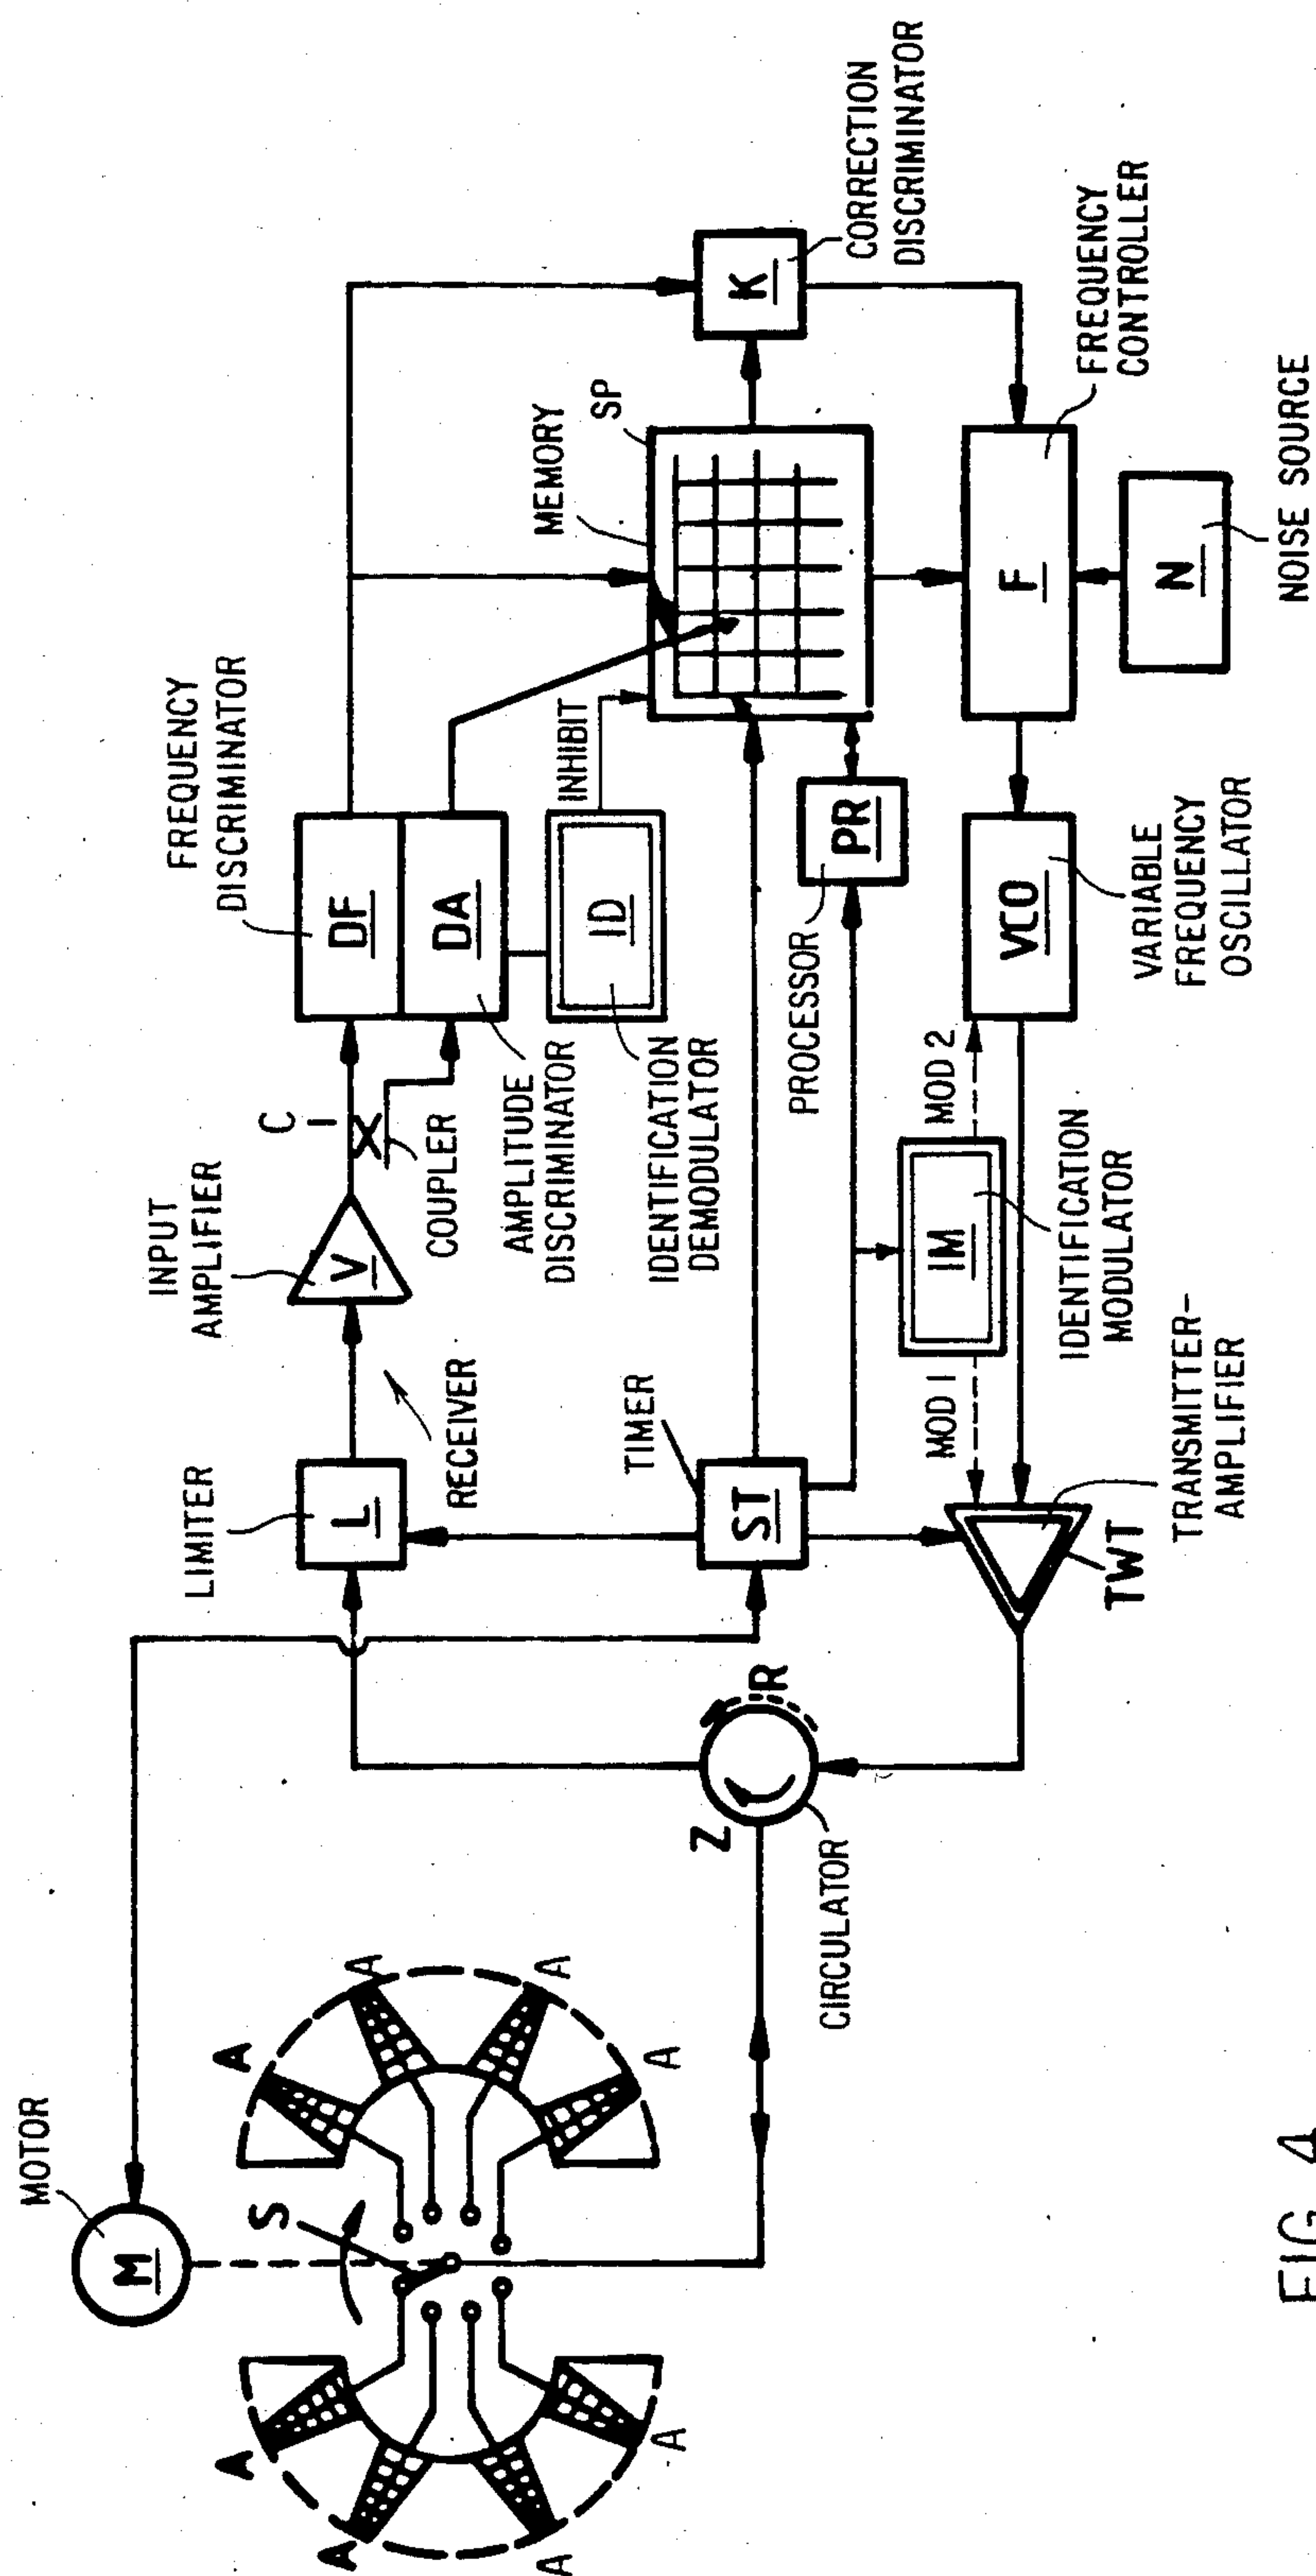 MOTOR
M
S
A
A
A
A
A
A
A
A
Z
R
CIRCULATOR
LIMITER
L
RECEIVER
TIMER
ST
INPUT
AMPLIFIER
V
C
COUPLER
FREQUENCY
DISCRIMINATOR
DF
DA
AMPLITUDE
DISCRIMINATOR
ID
IDENTIFICATION
DEMODULATOR
INHIBIT
MEMORY
SP
K
CORRECTION
DISCRIMINATOR
PROCESSOR
PR
MOD 1
IM
MOD 2
IDENTIFICATION
MODULATOR
TWT
TRANSMITTER-
AMPLIFIER
VCO
VARIABLE
FREQUENCY
OSCILLATOR
F
FREQUENCY
CONTROLLER
N
NOISE SOURCE
FIG. 4